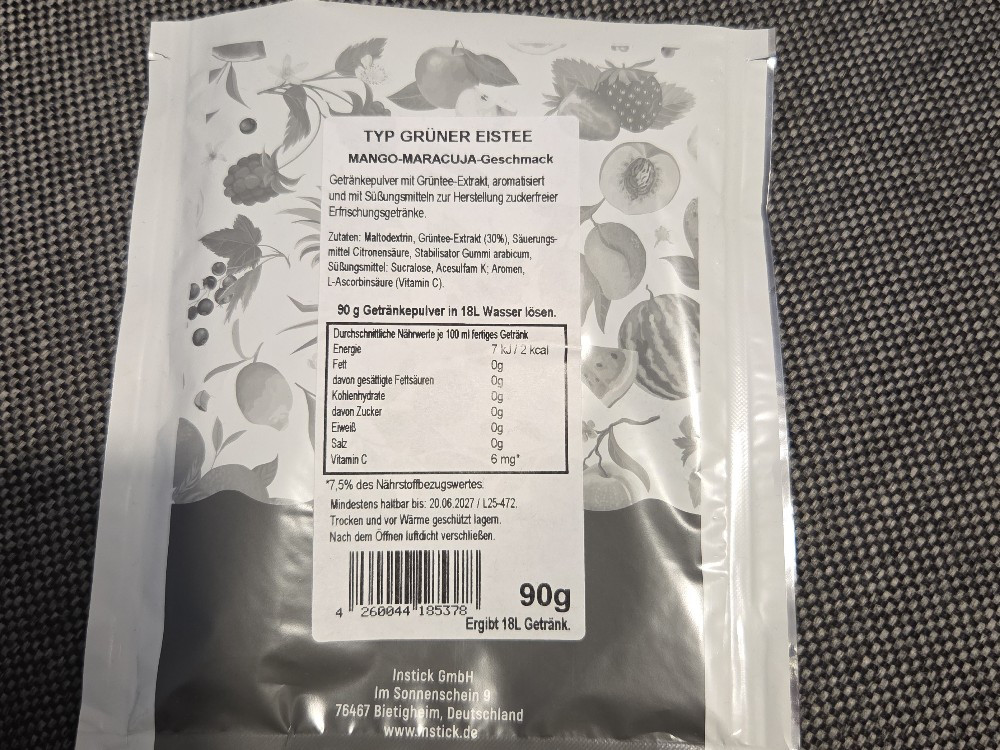 TYP GRÜNER EISTEE
MANGO-MARACUJA-Geschmack
Getränkepulver mit Grüntee-Extrakt, aromatisiert
und mit Süßungsmitteln zur Herstellung zuckerfreier
Erfrischungsgetränke.
Zutaten: Maltodextrin, Grüntee-Extrakt (30%), Säuerungs-
mittel Citronensäure, Stabilisator Gummi arabicum,
Süßungsmittel: Sucralose, Acesulfam K; Aromen,
L-Ascorbinsäure (Vitamin C).
90 g Getränkepulver in 18L Wasser lösen.
Durchschnittliche Nährwerte je 100 ml fertiges Getränk
Energie 7 kJ / 2 kcal
Fett 0g
davon gesättigte Fettsäuren 0g
Kohlenhydrate 0g
davon Zucker 0g
Eiweiß 0g
Salz 0g
Vitamin C 6 mg*
*7,5% des Nährstoffbezugswertes.
Mindestens haltbar bis: 20.06.2027 / L25-472.
Trocken und vor Wärme geschützt lagern.
Nach dem Öffnen luftdicht verschließen.
4 260044 185378
90g
Ergibt 18L Getränk.
Instick GmbH
Im Sonnenschein 9
76467 Bietigheim, Deutschland
www.instick.de